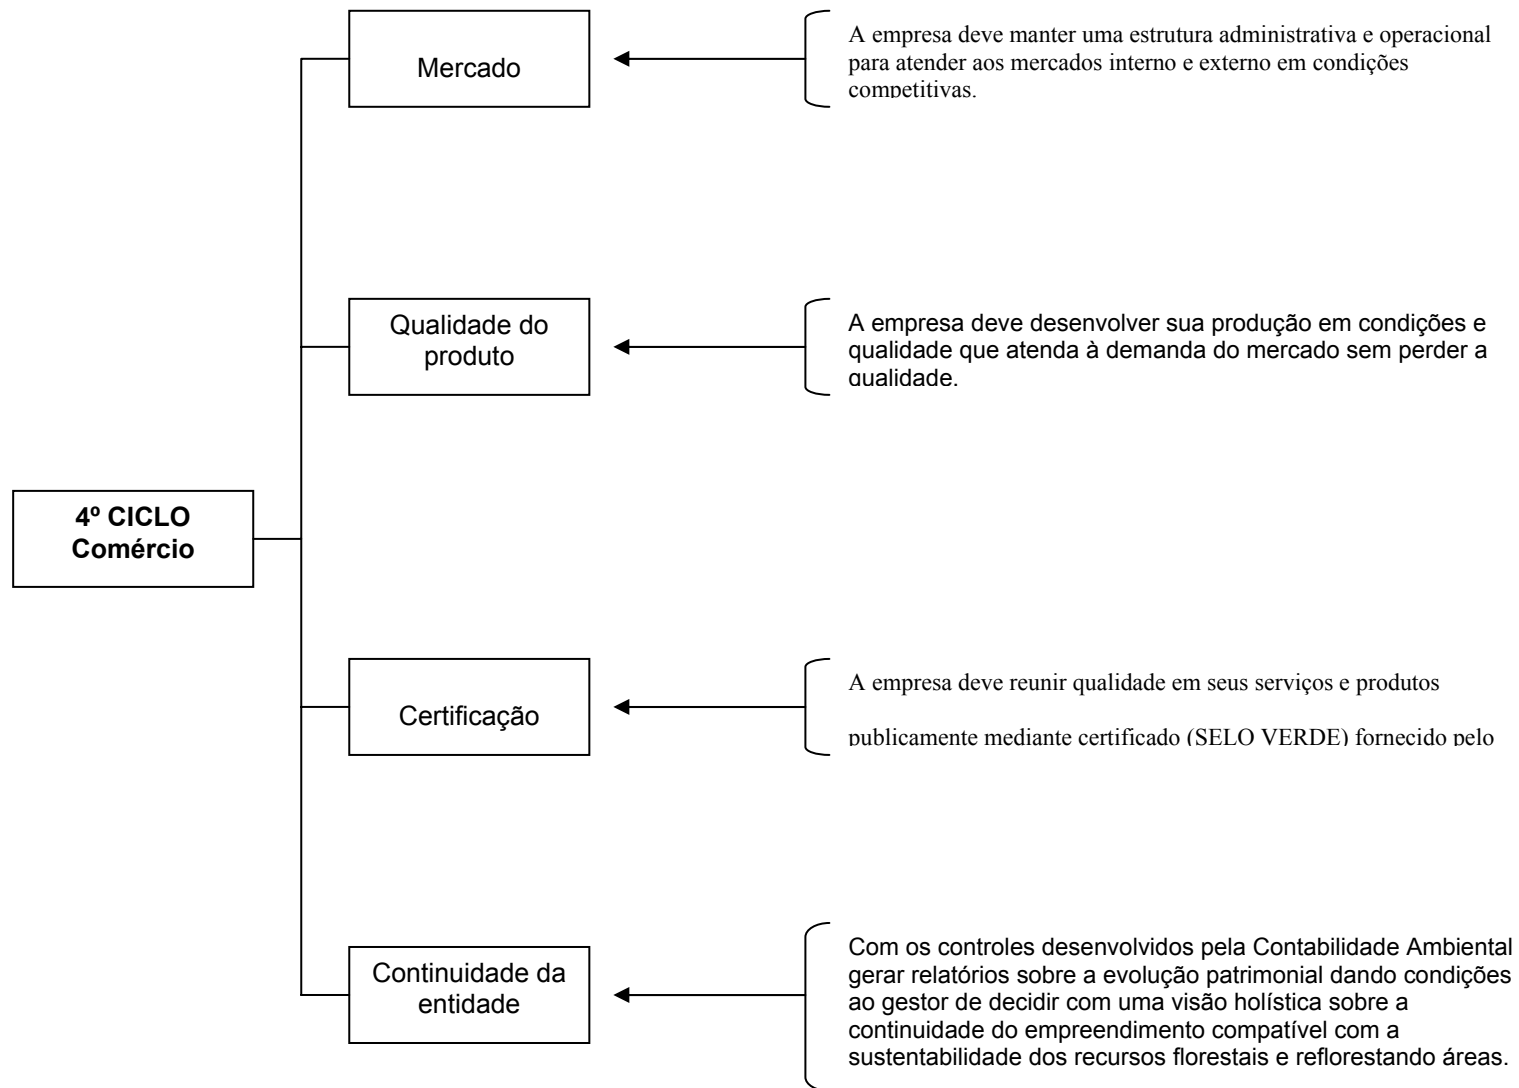 Mercado
A empresa deve manter uma estrutura administrativa e operacional
para atender aos mercados interno e externo em condições
competitivas.
Qualidade do
produto
A empresa deve desenvolver sua produção em condições e
qualidade que atenda à demanda do mercado sem perder a
qualidade.
4º CICLO
Comércio
Certificação
A empresa deve reunir qualidade em seus serviços e produtos
publicamente mediante certificado (SELO VERDE) fornecido pelo
Continuidade da
entidade
Com os controles desenvolvidos pela Contabilidade Ambiental
gerar relatórios sobre a evolução patrimonial dando condições
ao gestor de decidir com uma visão holística sobre a
continuidade do empreendimento compatível com a
sustentabilidade dos recursos florestais e reflorestando áreas.